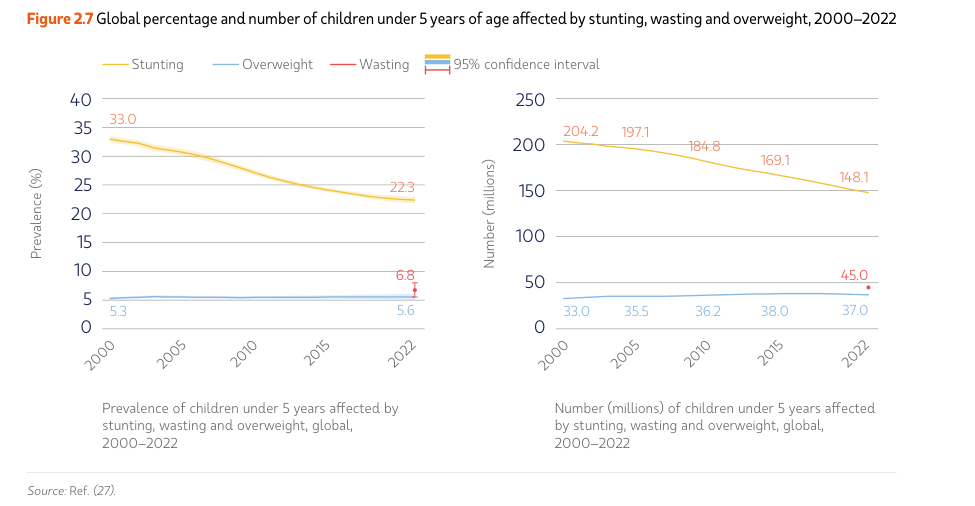 Figure 2.7 Global percentage and number of children under 5 years of age affected by stunting, wasting and overweight, 2000–2022
Stunting Overweight Wasting 95% confidence interval
Prevalence (%)
40
35
30
25
20
15
10
5
0
33.0
22.3
6.8
5.3
5.6
2000 2005 2010 2015 2022
Prevalence of children under 5 years affected by
stunting, wasting and overweight, global,
2000–2022
Number (millions)
250
200
150
100
50
0
204.2 197.1 184.8 169.1 148.1
45.0
33.0 35.5 36.2 38.0 37.0
2000 2005 2010 2015 2022
Number (millions) of children under 5 years affected
by stunting, wasting and overweight, global,
2000–2022
Source: Ref. (27).